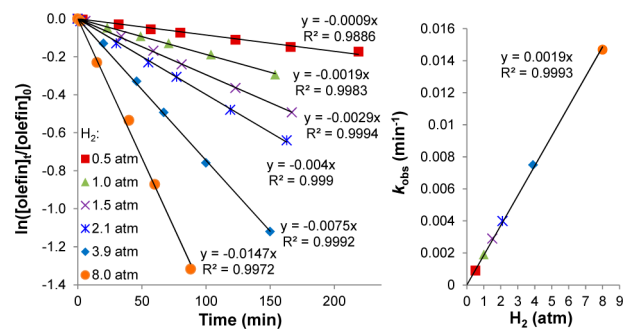 0.0
-0.2
-0.4
-0.6
-0.8
-1.0
-1.2
-1.4
ln([olefin]t/[olefin]0)
0 50 100 150 200
Time (min)
H2:
0.5 atm
1.0 atm
1.5 atm
2.1 atm
3.9 atm
8.0 atm
y = -0.0009x
R² = 0.9886
y = -0.0019x
R² = 0.9983
y = -0.0029x
R² = 0.9994
y = -0.004x
R² = 0.999
y = -0.0075x
R² = 0.9992
y = -0.0147x
R² = 0.9972
0.016
0.014
0.012
0.010
0.008
0.006
0.004
0.002
0.000
kobs (min-1)
0 1 2 3 4 5 6 7 8 9
H2 (atm)
y = 0.0019x
R² = 0.9993